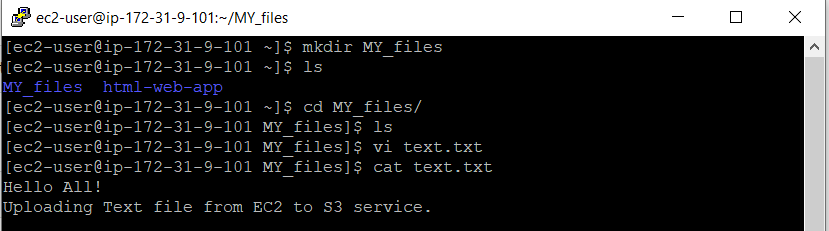 ec2-user@ip-172-31-9-101:~/MY_files
[ec2-user@ip-172-31-9-101 ~]$ mkdir MY_files
[ec2-user@ip-172-31-9-101 ~]$ ls
MY_files  html-web-app
[ec2-user@ip-172-31-9-101 ~]$ cd MY_files/
[ec2-user@ip-172-31-9-101 MY_files]$ ls
[ec2-user@ip-172-31-9-101 MY_files]$ vi text.txt
[ec2-user@ip-172-31-9-101 MY_files]$ cat text.txt
Hello All!
Uploading Text file from EC2 to S3 service.